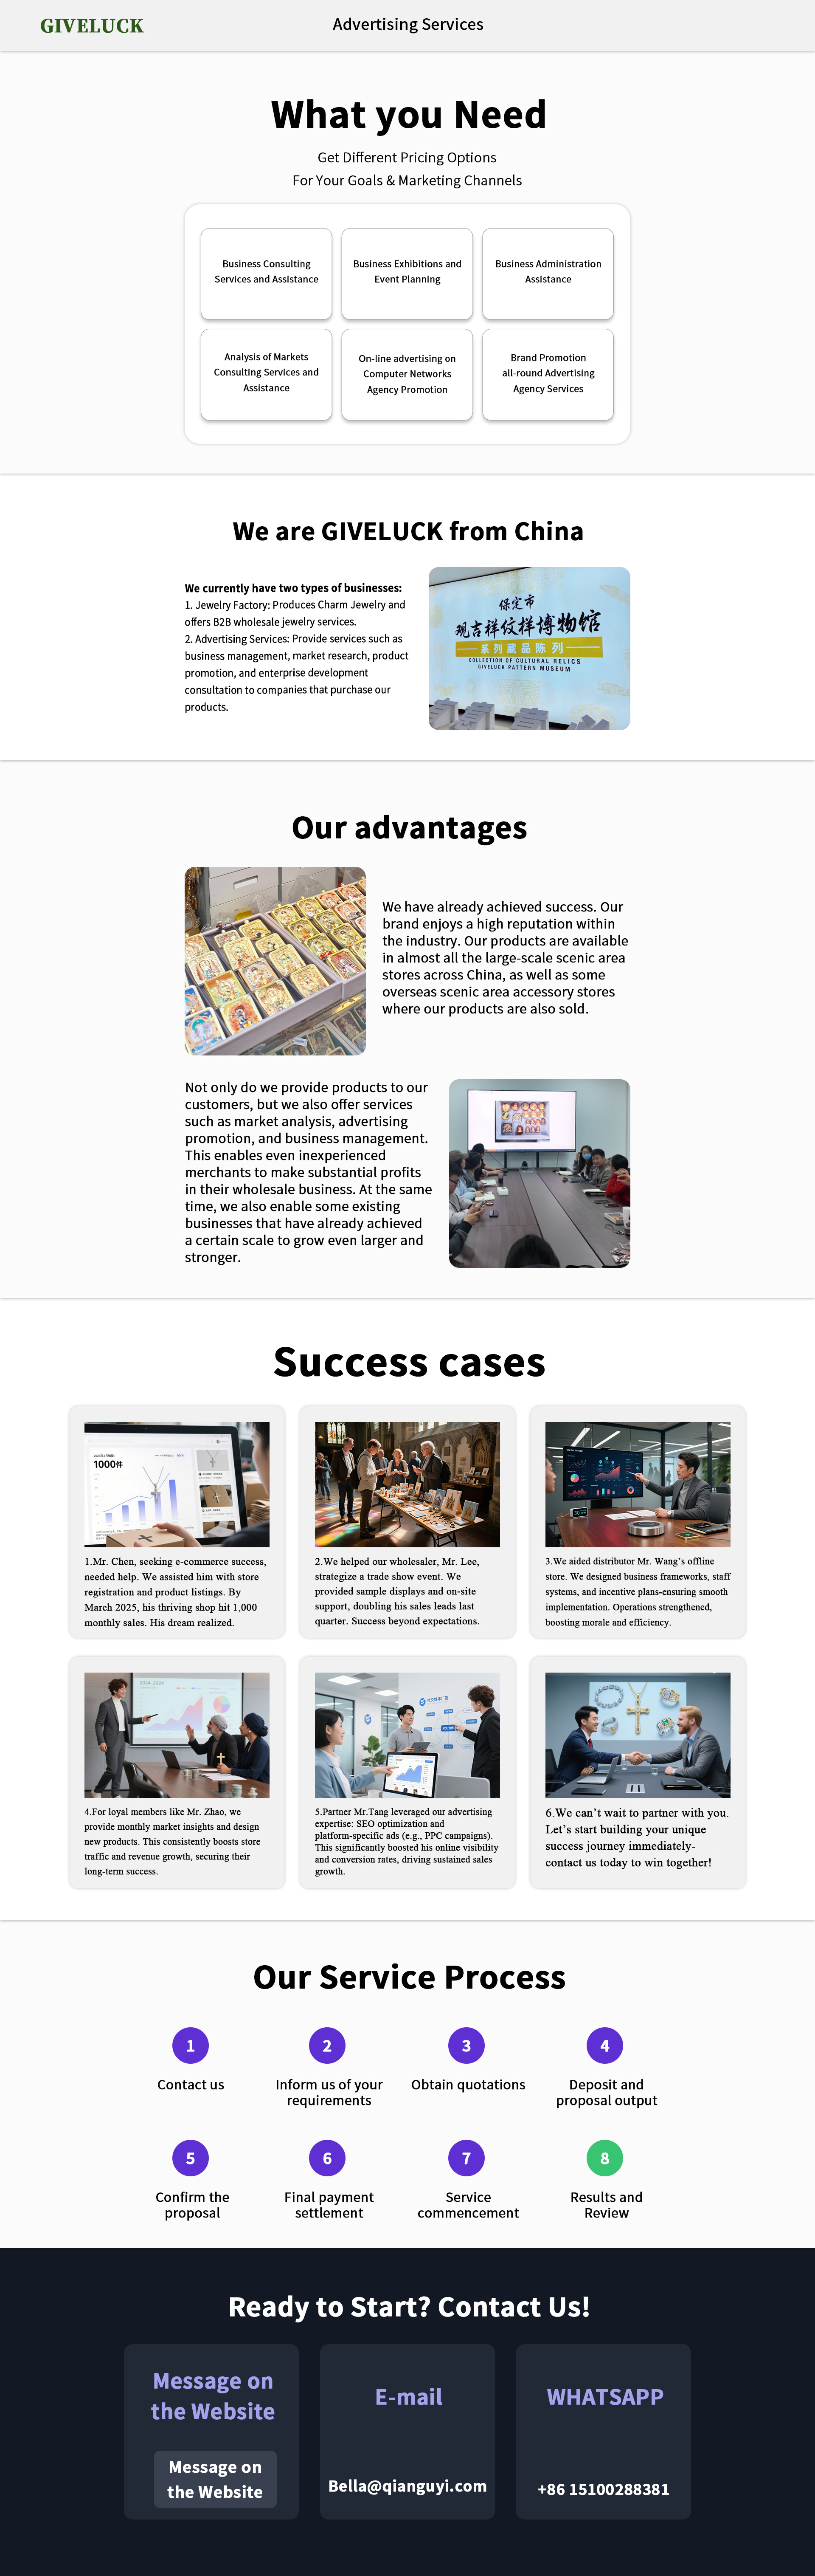 GIVELUCK
Advertising Services
What you Need
Get Different Pricing Options
For Your Goals & Marketing Channels
Business Consulting
Services and Assistance
Business Exhibitions and
Event Planning
Business Administration
Assistance
Analysis of Markets
Consulting Services and
Assistance
On-line advertising on
Computer Networks
Agency Promotion
Brand Promotion
all-round Advertising
Agency Services
We are GIVELUCK from China
We currently have two types of businesses:
1. Jewelry Factory: Produces Charm Jewelry and
offers B2B wholesale jewelry services.
2. Advertising Services: Provide services such as
business management, market research, product
promotion, and enterprise development
consultation to companies that purchase our
products.
保定市
观吉祥纹样博物馆
系列藏品陈列
COLLECTION OF CULTURAL RELICS
GIVELUCK PATTERN MUSEUM
Our advantages
We have already achieved success. Our
brand enjoys a high reputation within
the industry. Our products are available
in almost all the large-scale scenic area
stores across China, as well as some
overseas scenic area accessory stores
where our products are also sold.
Not only do we provide products to our
customers, but we also offer services
such as market analysis, advertising
promotion, and business management.
This enables even inexperienced
merchants to make substantial profits
in their wholesale business. At the same
time, we also enable some existing
businesses that have already achieved
a certain scale to grow even larger and
stronger.
Success cases
1000件
1.Mr. Chen, seeking e-commerce success,
needed help. We assisted him with store
registration and product listings. By
March 2025, his thriving shop hit 1,000
monthly sales. His dream realized.
2.We helped our wholesaler, Mr. Lee,
strategize a trade show event. We
provided sample displays and on-site
support, doubling his sales leads last
quarter. Success beyond expectations.
3.We aided distributor Mr. Wang's offline
store. We designed business frameworks, staff
systems, and incentive plans-ensuring smooth
implementation. Operations strengthened,
boosting morale and efficiency.
2024-2025
4.For loyal members like Mr. Zhao, we
provide monthly market insights and design
new products. This consistently boosts store
traffic and revenue growth, securing their
long-term success.
5.Partner Mr.Tang leveraged our advertising
expertise: SEO optimization and
platform-specific ads (e.g., PPC campaigns).
This significantly boosted his online visibility
and conversion rates, driving sustained sales
growth.
6.We can't wait to partner with you.
Let's start building your unique
success journey immediately-
contact us today to win together!
Our Service Process
1
2
3
4
Contact us
Inform us of your
requirements
Obtain quotations
Deposit and
proposal output
5
6
7
8
Confirm the
proposal
Final payment
settlement
Service
commencement
Results and
Review
Ready to Start? Contact Us!
Message on
the Website
Message on
the Website
E-mail
Bella@qianguyi.com
WHATSAPP
+86 15100288381